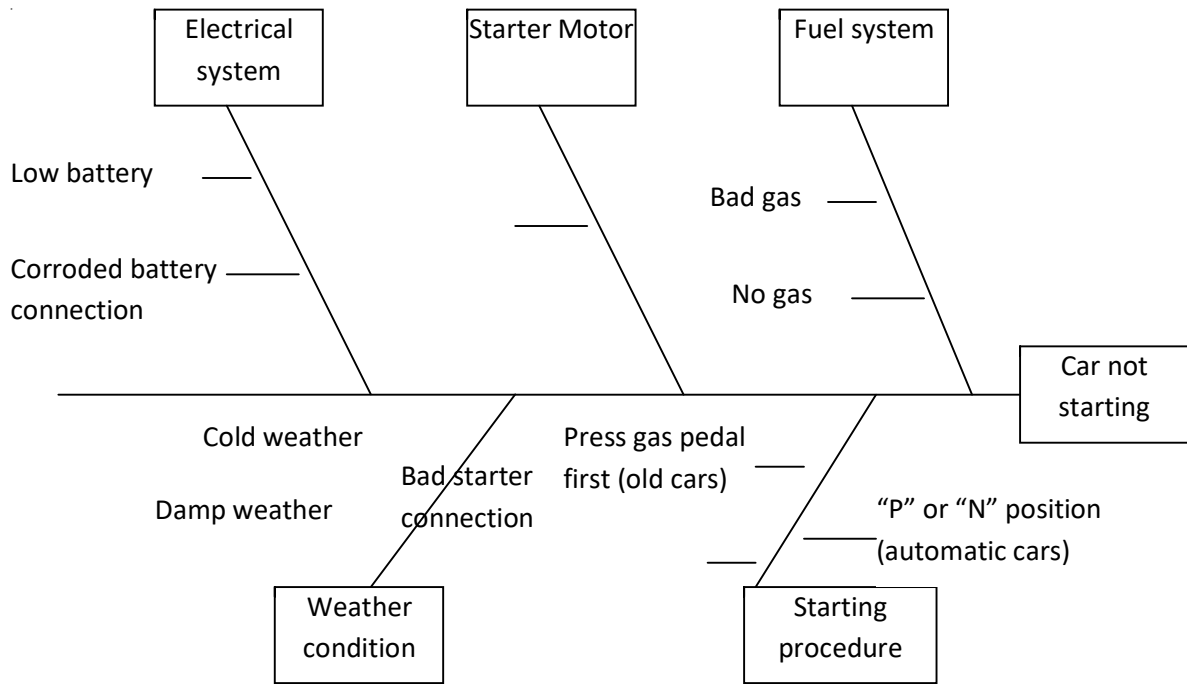 Electrical
system
Starter Motor
Fuel system
Low battery
Bad gas
Corroded battery
connection
No gas
Car not
starting
Cold weather
Press gas pedal
first (old cars)
Bad starter
connection
Damp weather
“P” or “N” position
(automatic cars)
Weather
condition
Starting
procedure